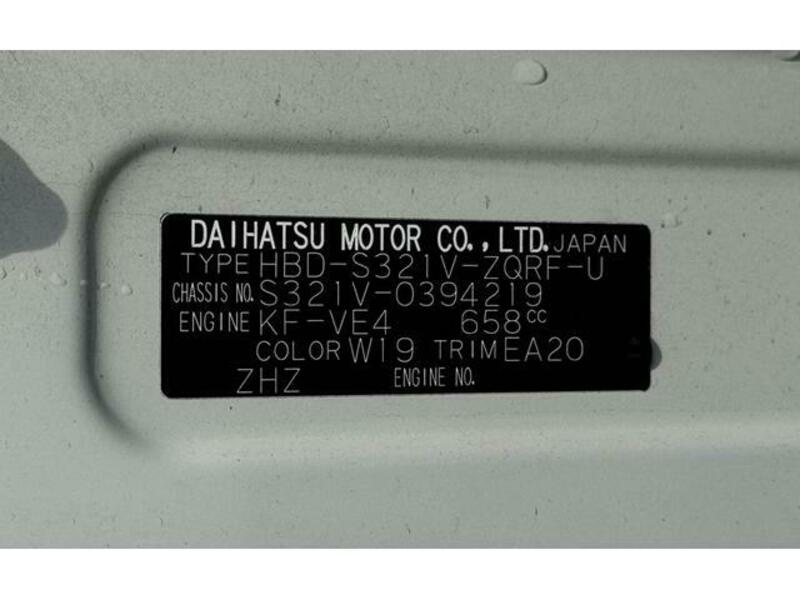 DAIHATSU MOTOR CO., LTD. JAPAN
TYPE HBD-S321V-ZQRF-U
CHASSIS NO. S321V-0394219
ENGINE KF-VE4 658cc
COLOR W19 TRIM EA20
ZHZ ENGINE NO.